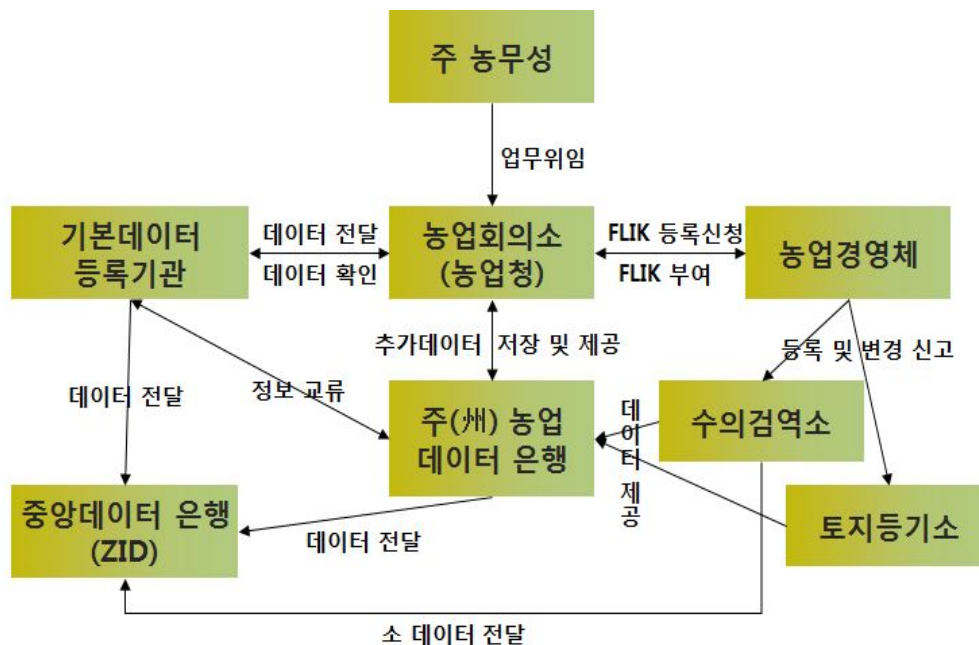 주 농무성
업무위임
기본데이터
등록기관
데이터 전달
데이터 확인
농업회의소
(농업청)
FLIK 등록신청
FLIK 부여
농업경영체
추가데이터 저장 및 제공
등록 및 변경 신고
데이터 전달
정보 교류
주(州) 농업
데이터 은행
데이터 제공
수의검역소
중앙데이터 은행
(ZID)
데이터 전달
토지등기소
소 데이터 전달